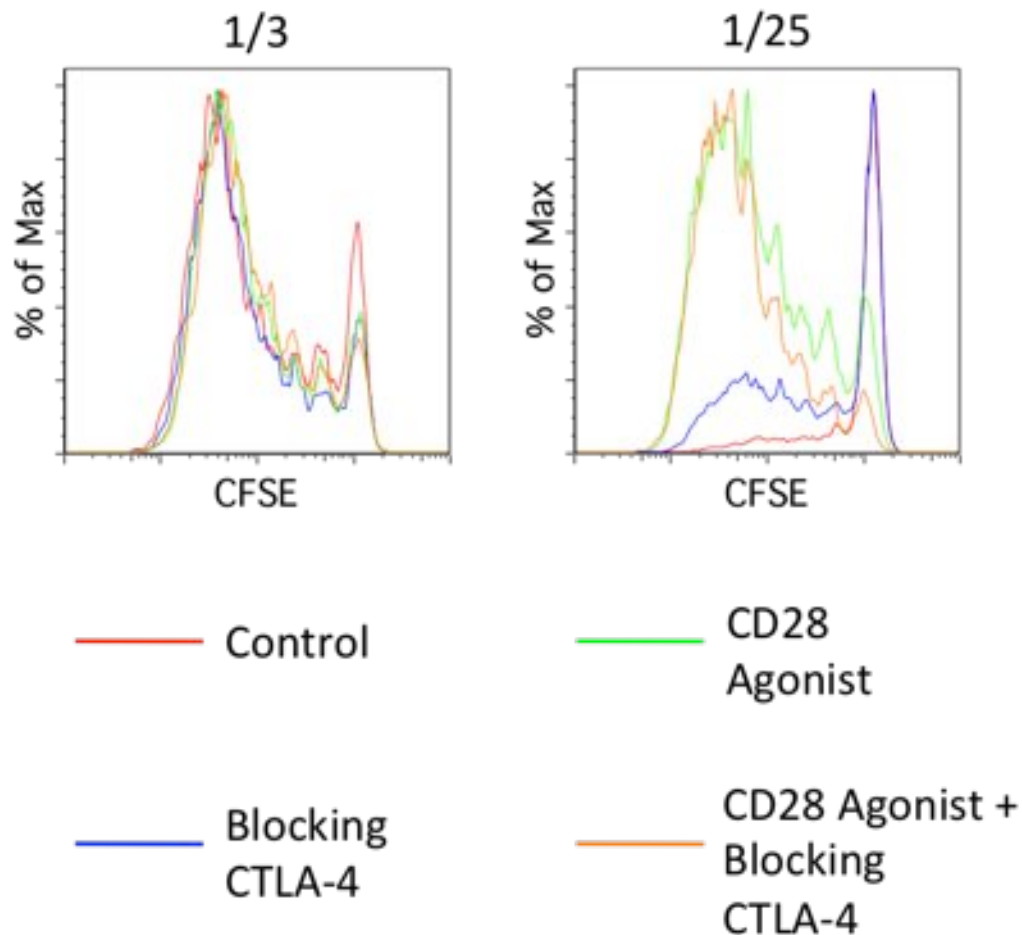 1/3
1/25
% of Max
% of Max
CFSE
CFSE
Control
CD28
Agonist
Blocking
CTLA-4
CD28 Agonist +
Blocking
CTLA-4